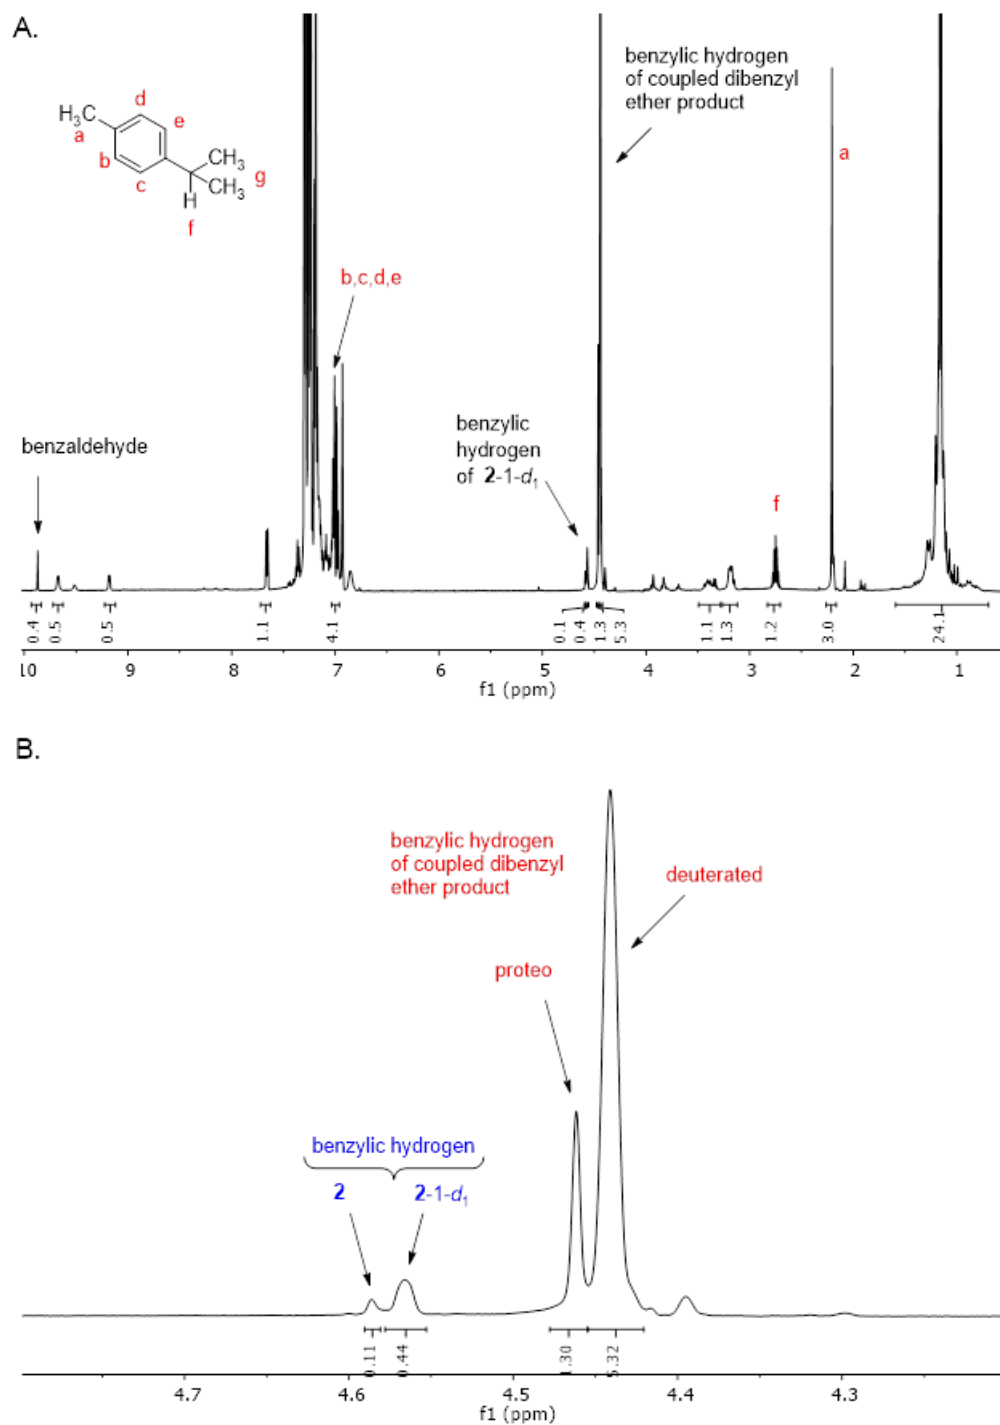 A.
benzylic hydrogen
of coupled dibenzyl
ether product
d
H₃C
e
a
a
b
CH₃
c
CH₃
g
H
f
b,c,d,e
benzylic
hydrogen
of 2-1-d₁
benzaldehyde
f
0.4 0.5 0.5 1.1 4.1 0.1 0.4 1.3 5.3 1.1 1.3 1.2 3.0 24.1
10 9 8 7 6 5 4 3 2 1
f1 (ppm)
B.
benzylic hydrogen
of coupled dibenzyl
ether product
deuterated
proteo
benzylic hydrogen
2 2-1-d₁
0.11 0.44 1.30 5.32
4.7 4.6 4.5 4.4 4.3
f1 (ppm)